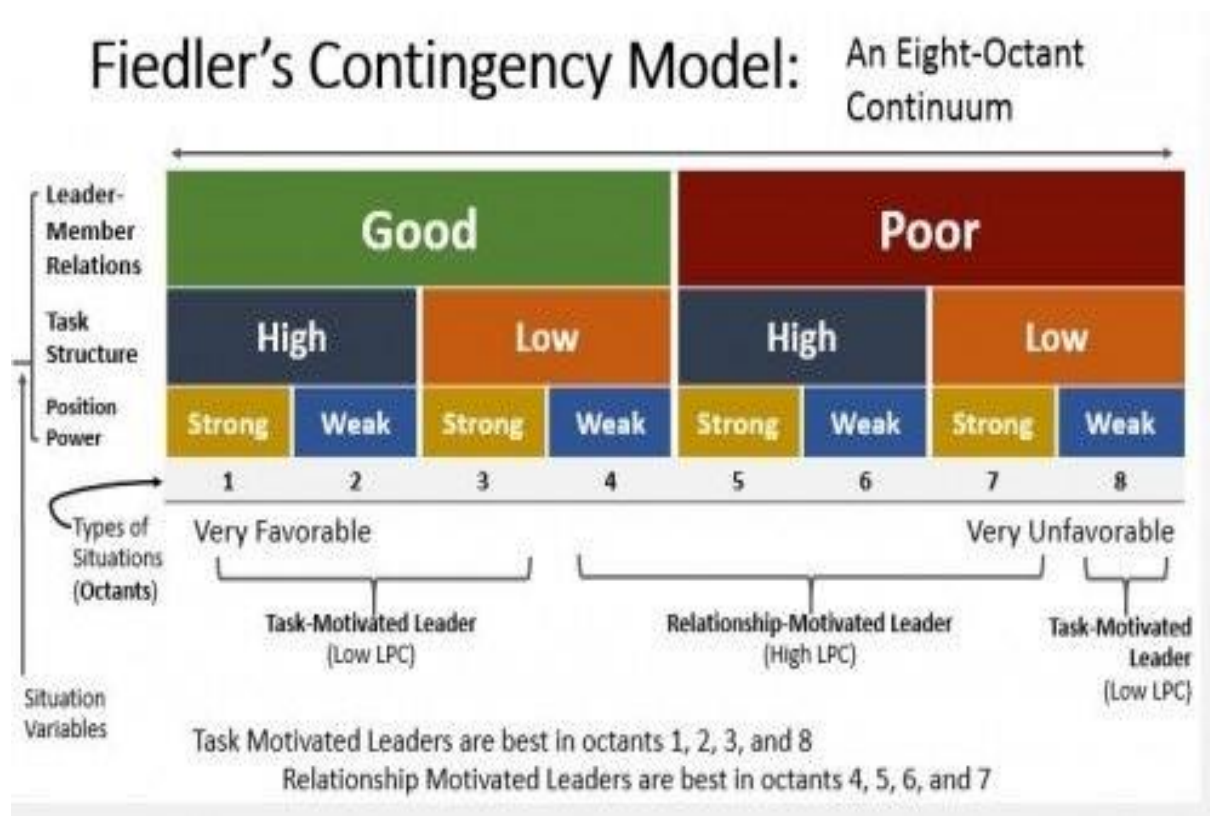 Fiedler's Contingency Model:
An Eight-Octant
Continuum
Leader-
Member
Relations
Good
Poor
Task
Structure
High
Low
High
Low
Position
Power
Strong
Weak
Strong
Weak
Strong
Weak
Strong
Weak
1
2
3
4
5
6
7
8
Types of
Situations
(Octants)
Very Favorable
Very Unfavorable
Task-Motivated Leader
(Low LPC)
Relationship-Motivated Leader
(High LPC)
Task-Motivated
Leader
(Low LPC)
Situation
Variables
Task Motivated Leaders are best in octants 1, 2, 3, and 8
Relationship Motivated Leaders are best in octants 4, 5, 6, and 7